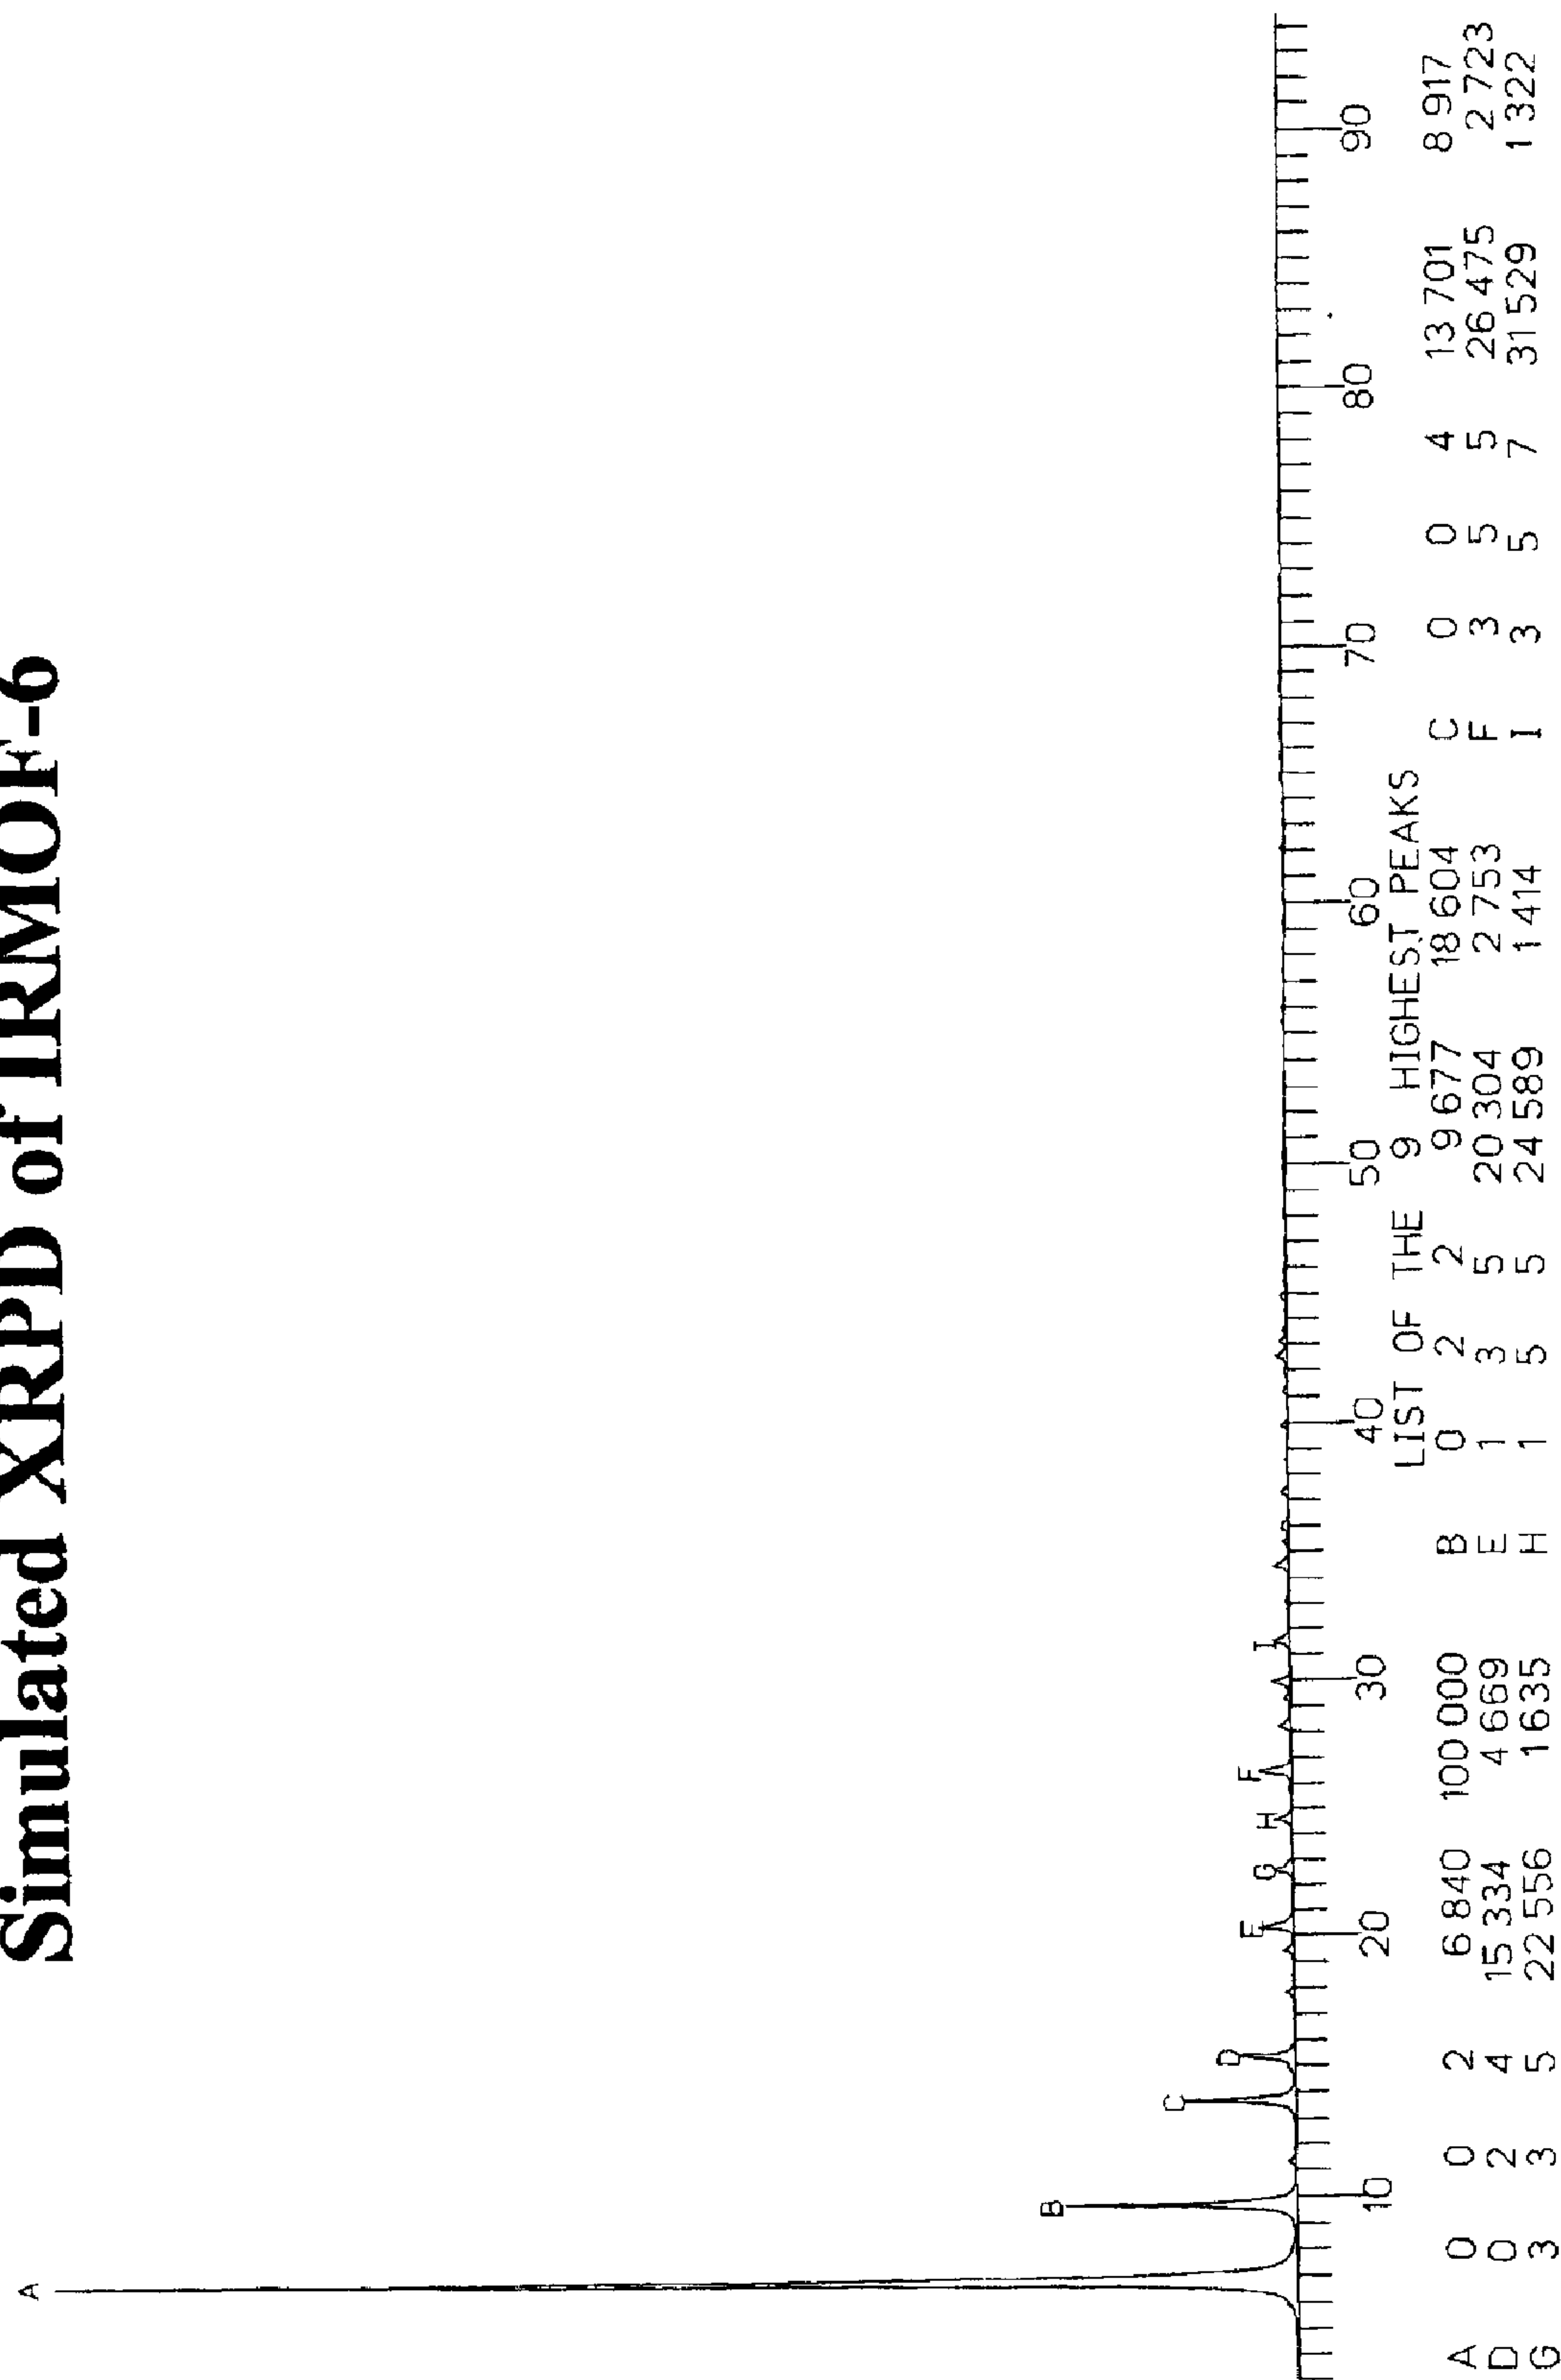 Simulated XRPD of IRMOF-6
A
B
C
D
E
G
H
F
I
10 20 30 40 50 60 70 80 90
LIST OF THE 9 HIGHEST PEAKS
A 0 0 2 6 840 100 000 B 0 2 2 9 677 18 604 C 0 0 4 13 701 8 917
D 0 2 4 15 334 4 669 E 1 3 5 20 304 2 753 F 3 5 5 26 475 2 723
G 3 3 5 22 556 1 635 H 1 5 5 24 589 1 414 I 3 5 7 31 529 1 322